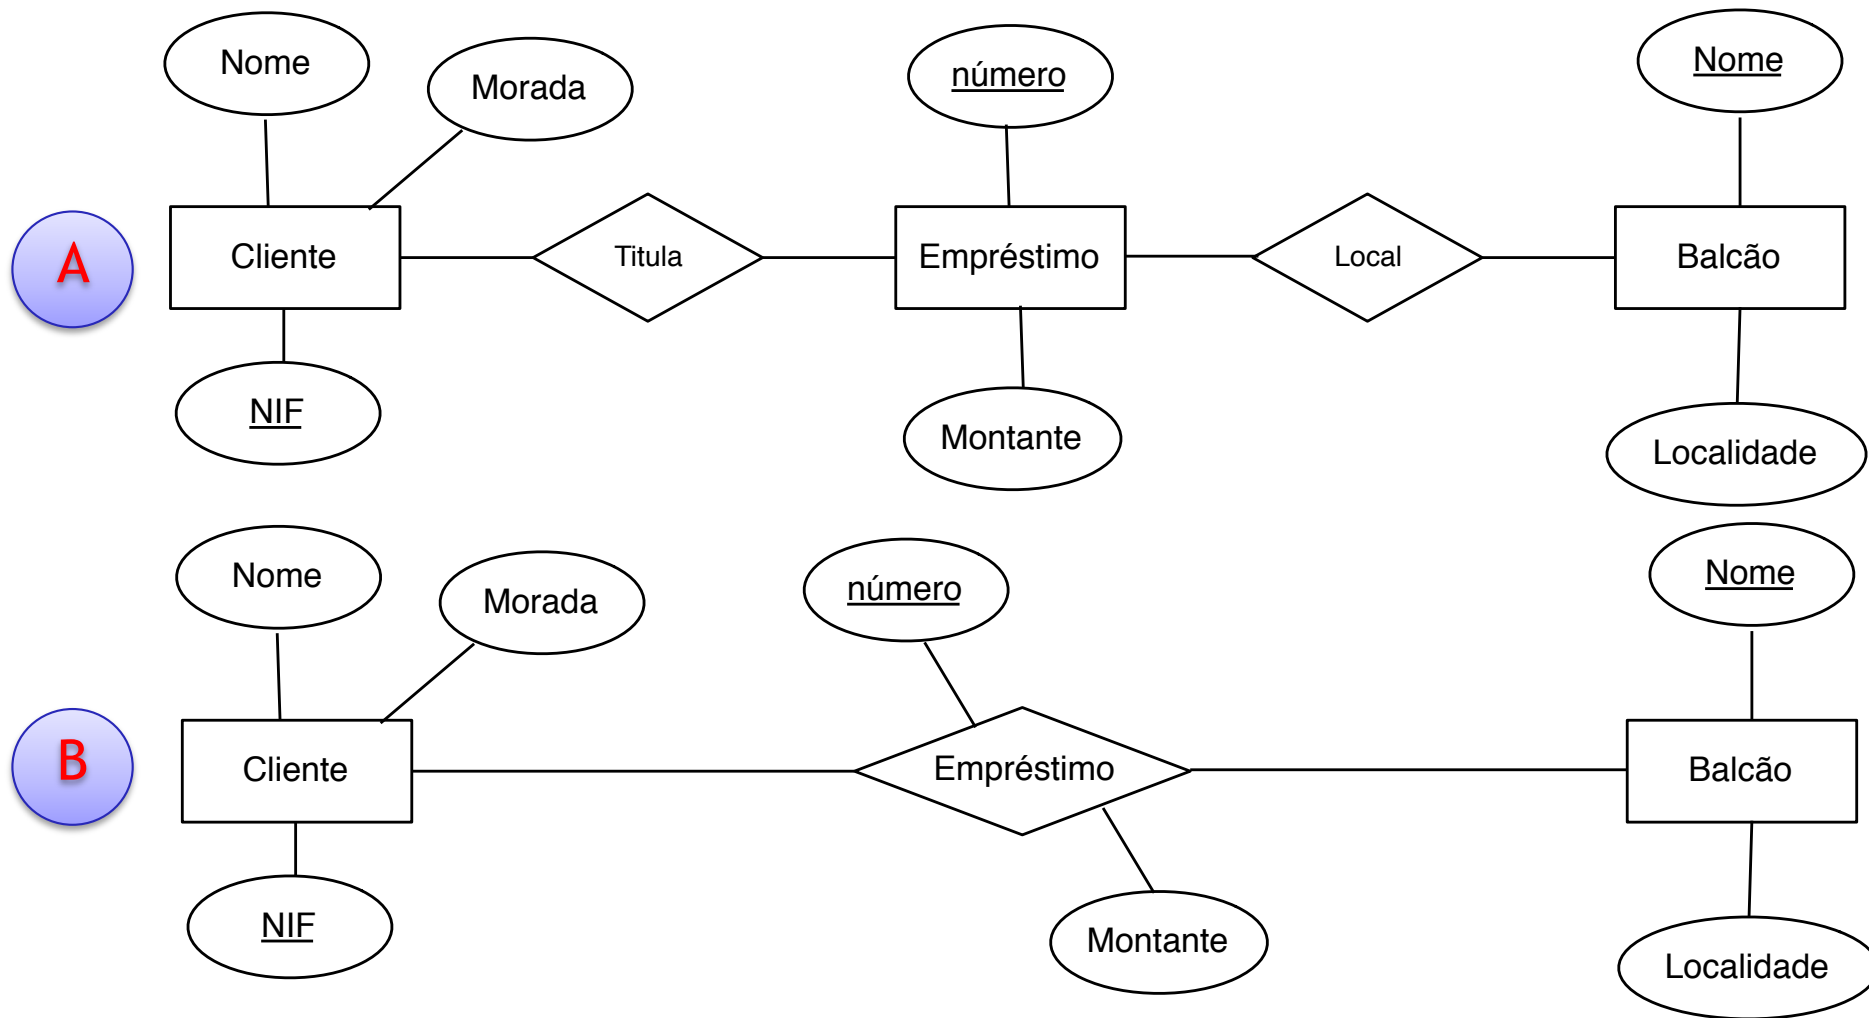 Nome
Morada
número
Nome
A
Cliente
Titula
Empréstimo
Local
Balcão
NIF
Montante
Localidade
Nome
Morada
número
Nome
B
Cliente
Empréstimo
Balcão
NIF
Montante
Localidade